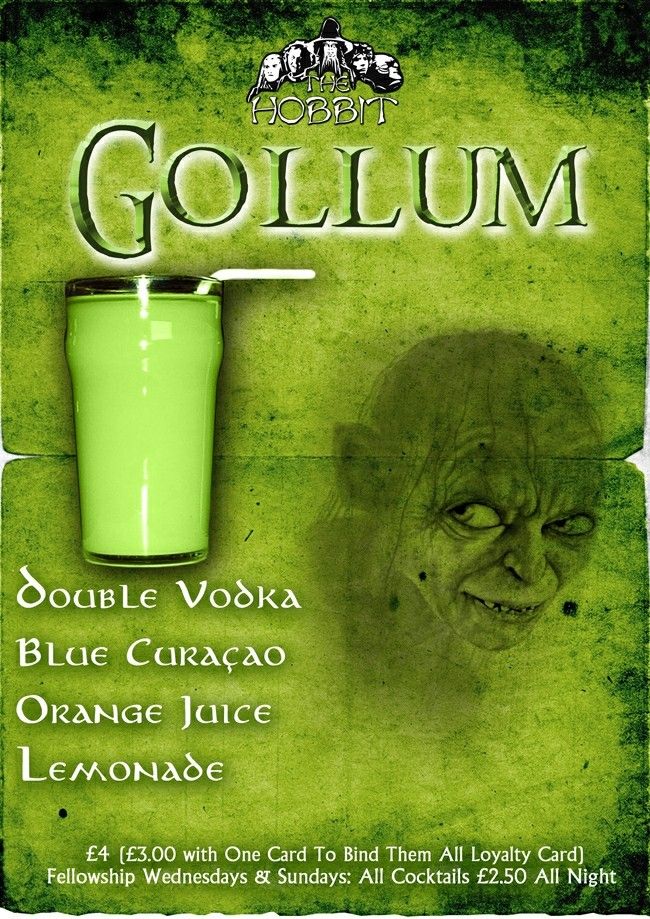 THE
HOBBIT
GOLLUM
Double Vodka
Blue Curaçao
Orange Juice
Lemonade
£4 (£3.00 with One Card To Bind Them All Loyalty Card)
Fellowship Wednesdays & Sundays: All Cocktails £2.50 All Night